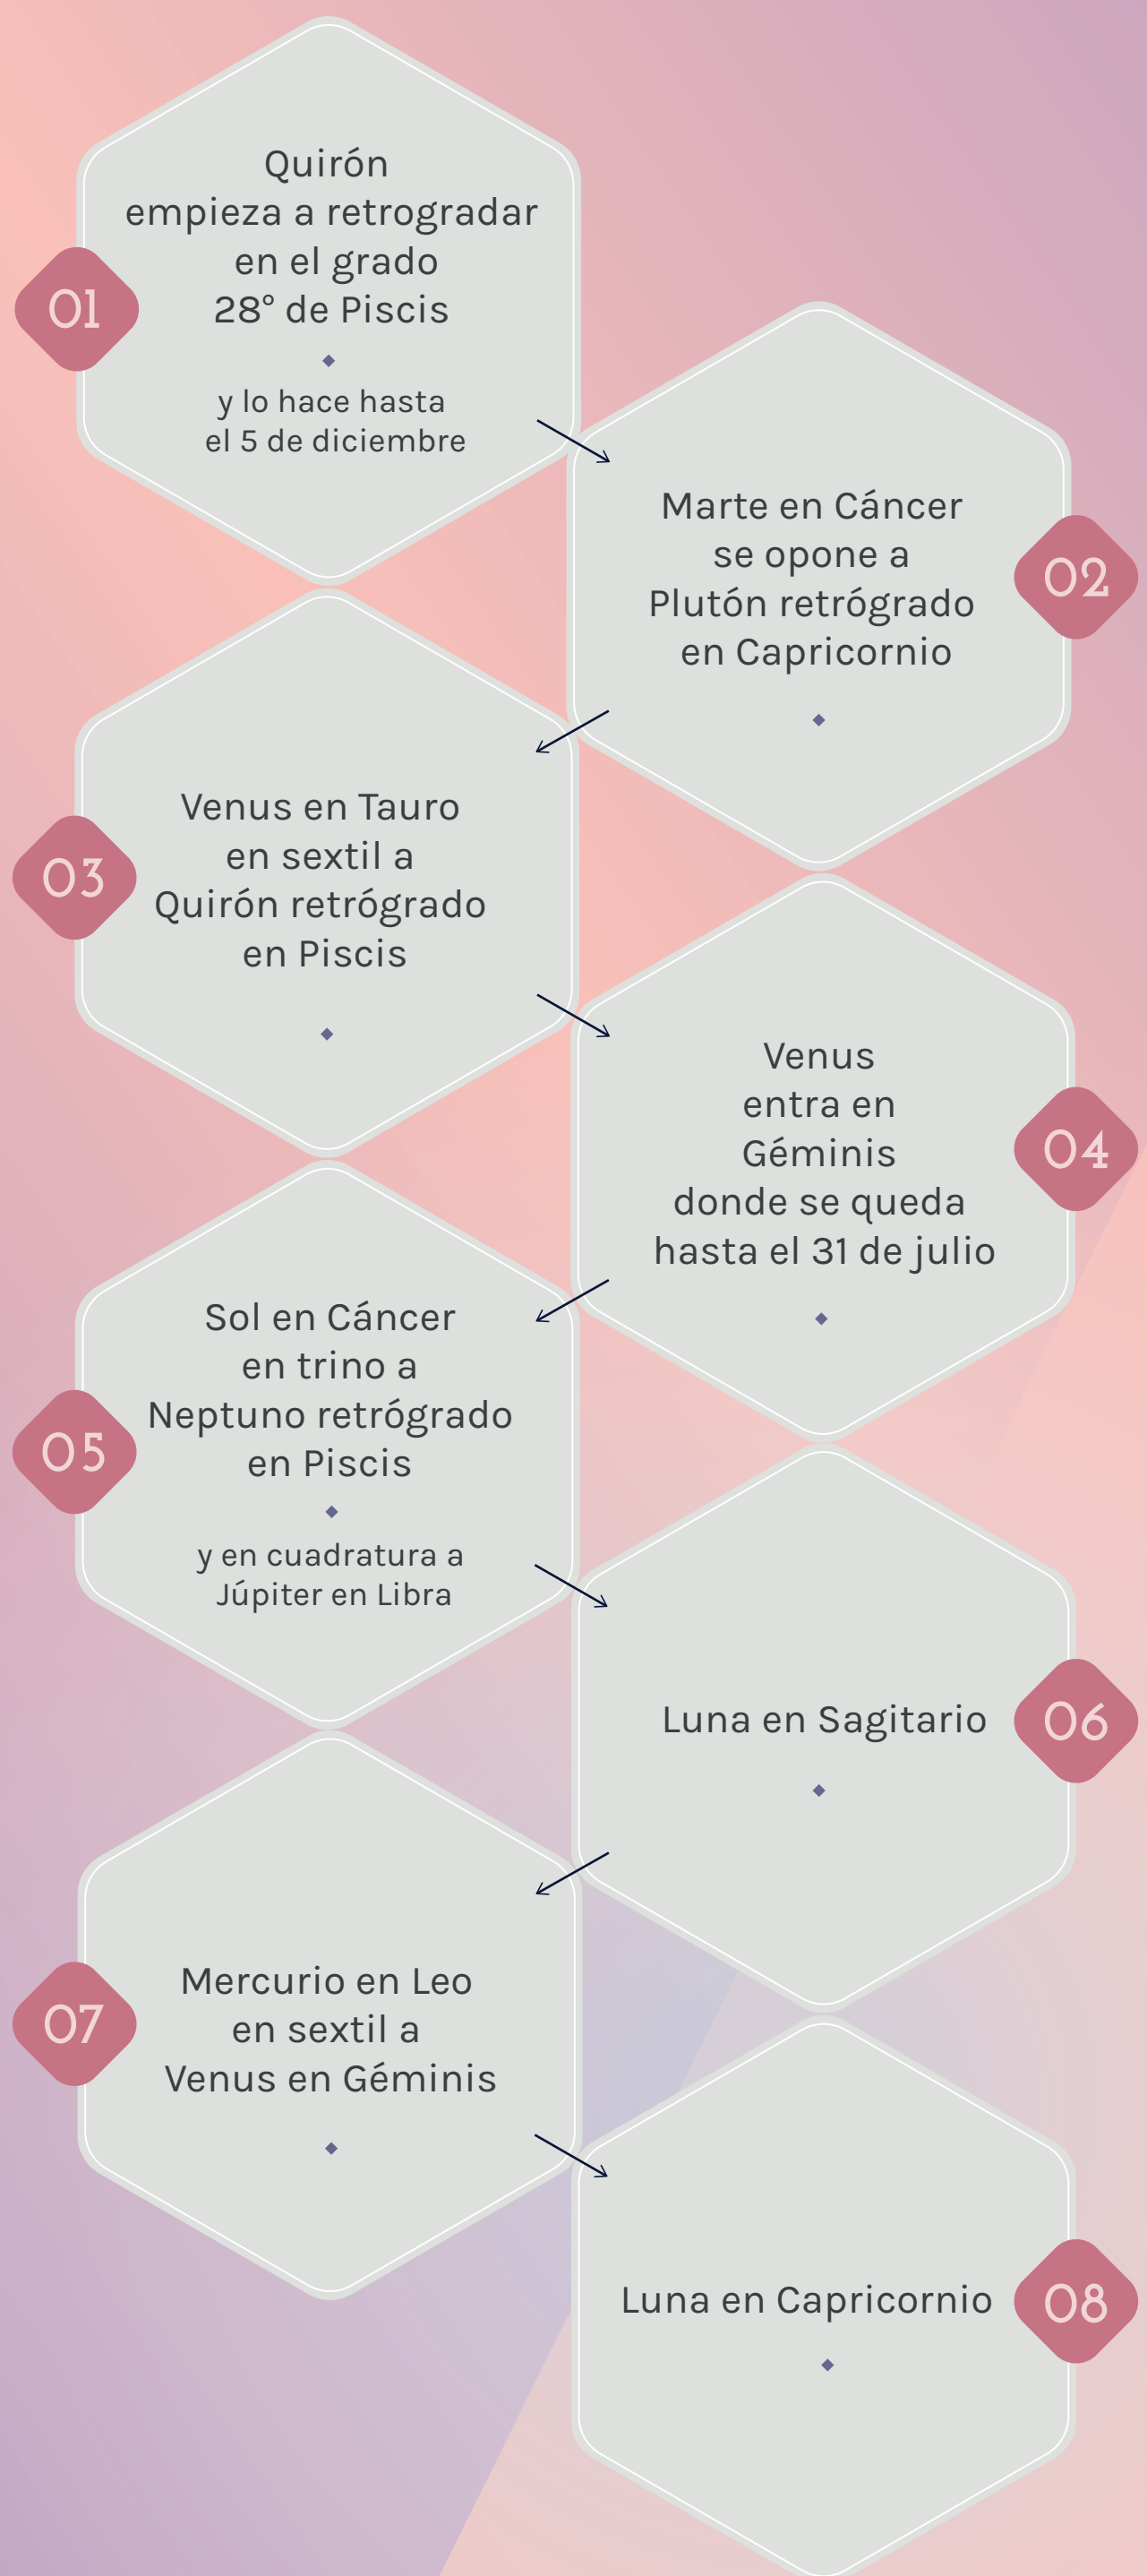 01
Quirón
empieza a retrogradar
en el grado
28° de Piscis
y lo hace hasta
el 5 de diciembre
02
Marte en Cáncer
se opone a
Plutón retrógrado
en Capricornio
03
Venus en Tauro
en sextil a
Quirón retrógrado
en Piscis
04
Venus
entra en
Géminis
donde se queda
hasta el 31 de julio
05
Sol en Cáncer
en trino a
Neptuno retrógrado
en Piscis
y en cuadratura a
Júpiter en Libra
06
Luna en Sagitario
07
Mercurio en Leo
en sextil a
Venus en Géminis
08
Luna en Capricornio